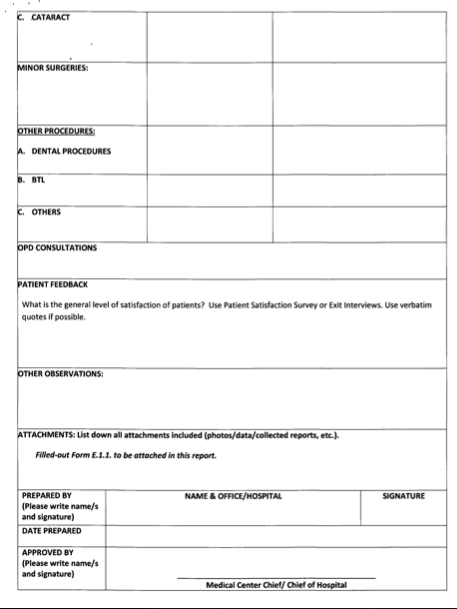 C. CATARACT
MINOR SURGERIES:
OTHER PROCEDURES:
A. DENTAL PROCEDURES
B. BTL
C. OTHERS
OPD CONSULTATIONS
PATIENT FEEDBACK
What is the general level of satisfaction of patients? Use Patient Satisfaction Survey or Exit Interviews. Use verbatim
quotes if possible.
OTHER OBSERVATIONS:
ATTACHMENTS: List down all attachments included (photos/data/collected reports, etc.).
Filled-out Form E.1.1. to be attached in this report.
PREPARED BY
(Please write name/s
and signature)
NAME & OFFICE/HOSPITAL
SIGNATURE
DATE PREPARED
APPROVED BY
(Please write name/s
and signature)
Medical Center Chief/ Chief of Hospital